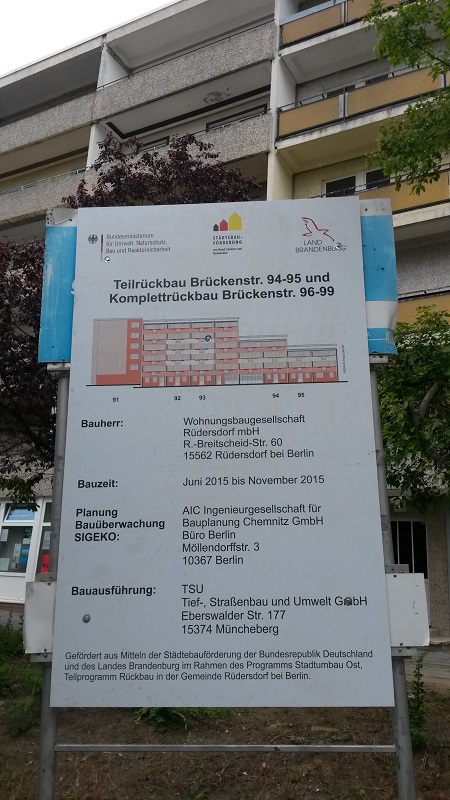 Bundesministerium
für Umwelt, Naturschutz,
Bau und Reaktorsicherheit
STÄDTEBAU-
FÖRDERUNG
von Bund, Ländern und
Gemeinden
LAND
BRANDENBURG
Teilrückbau Brückenstr. 94-95 und
Komplettrückbau Brückenstr. 96-99
91 92 93 94 95
Bauherr: Wohnungsbaugesellschaft
Rüdersdorf mbH
R.-Breitscheid-Str. 60
15562 Rüdersdorf bei Berlin
Bauzeit: Juni 2015 bis November 2015
Planung AIC Ingenieurgesellschaft für
Bauüberwachung Bauplanung Chemnitz GmbH
SIGEKO: Büro Berlin
Möllendorffstr. 3
10367 Berlin
Bauausführung: TSU
Tief-, Straßenbau und Umwelt GmbH
Eberswalder Str. 177
15374 Müncheberg
Gefördert aus Mitteln der Städtebauförderung der Bundesrepublik Deutschland
und des Landes Brandenburg im Rahmen des Programms Stadtumbau Ost,
Teilprogramm Rückbau in der Gemeinde Rüdersdorf bei Berlin.